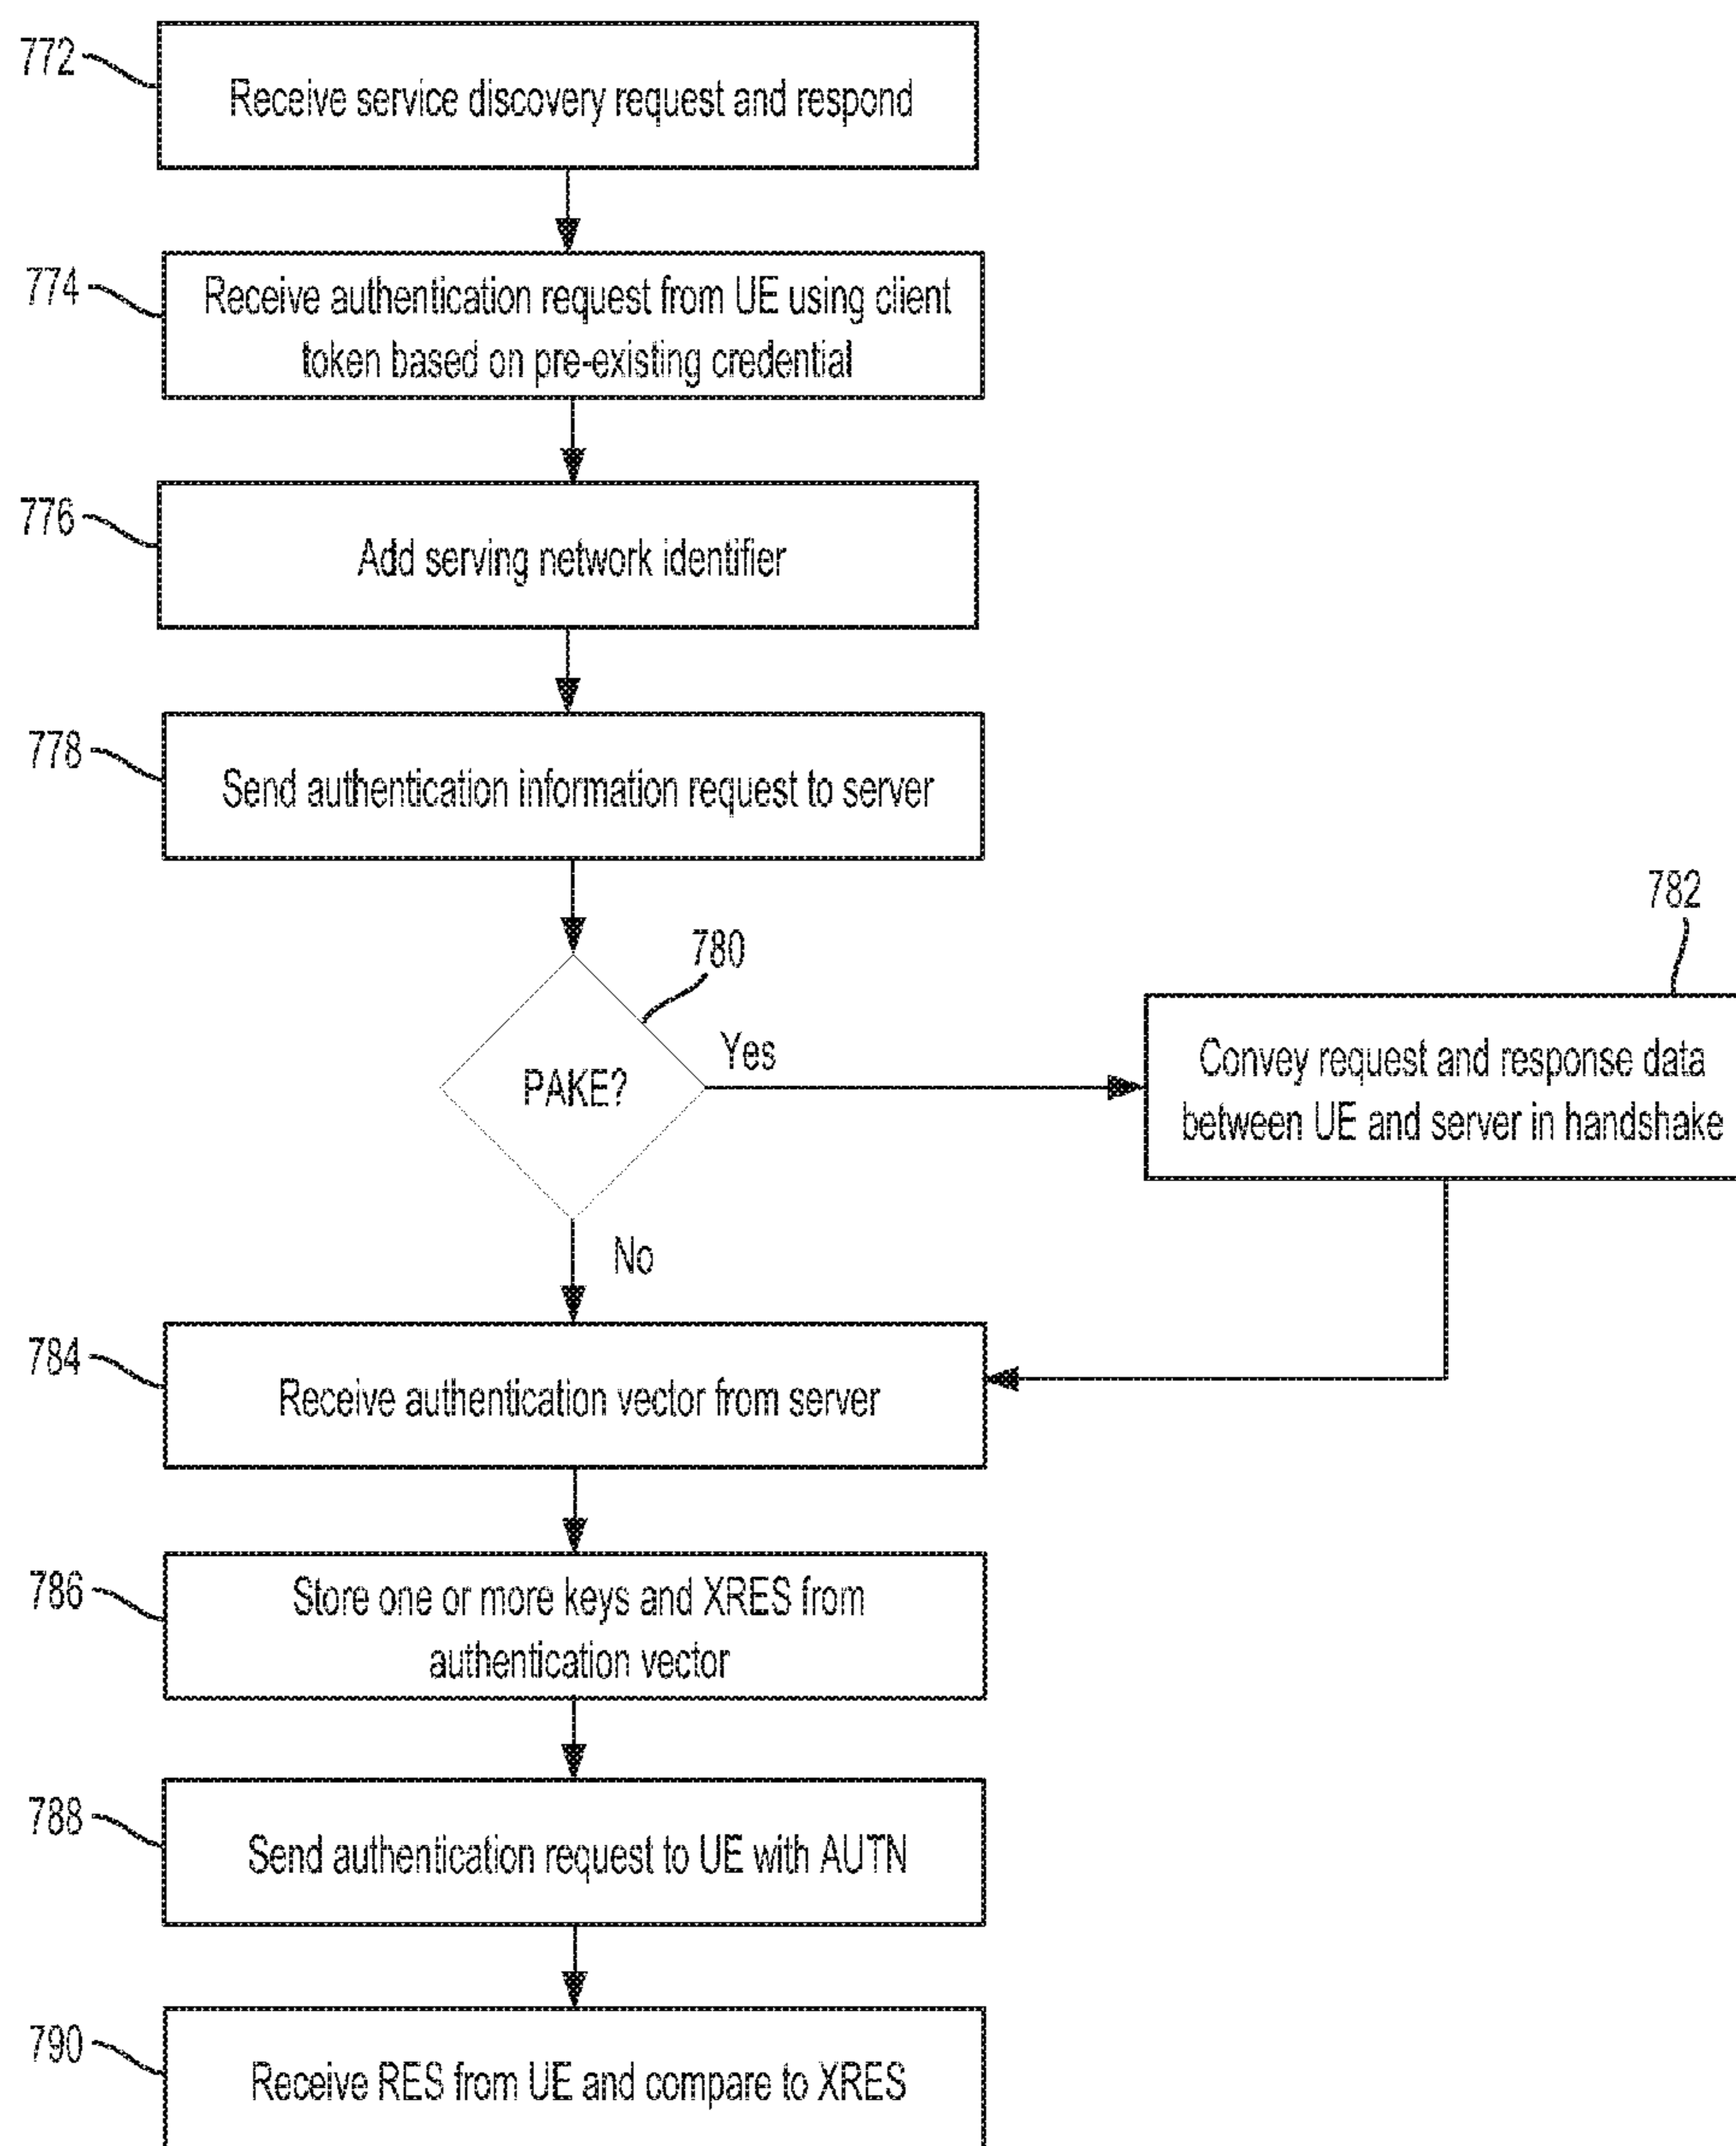 772
Receive service discovery request and respond
774
Receive authentication request from UE using client
token based on pre-existing credential
776
Add serving network identifier
778
Send authentication information request to server
782
780
PAKE?
Yes
Convey request and response data
between UE and server in handshake
No
784
Receive authentication vector from server
786
Store one or more keys and XRES from
authentication vector
788
Send authentication request to UE with AUTN
790
Receive RES from UE and compare to XRES